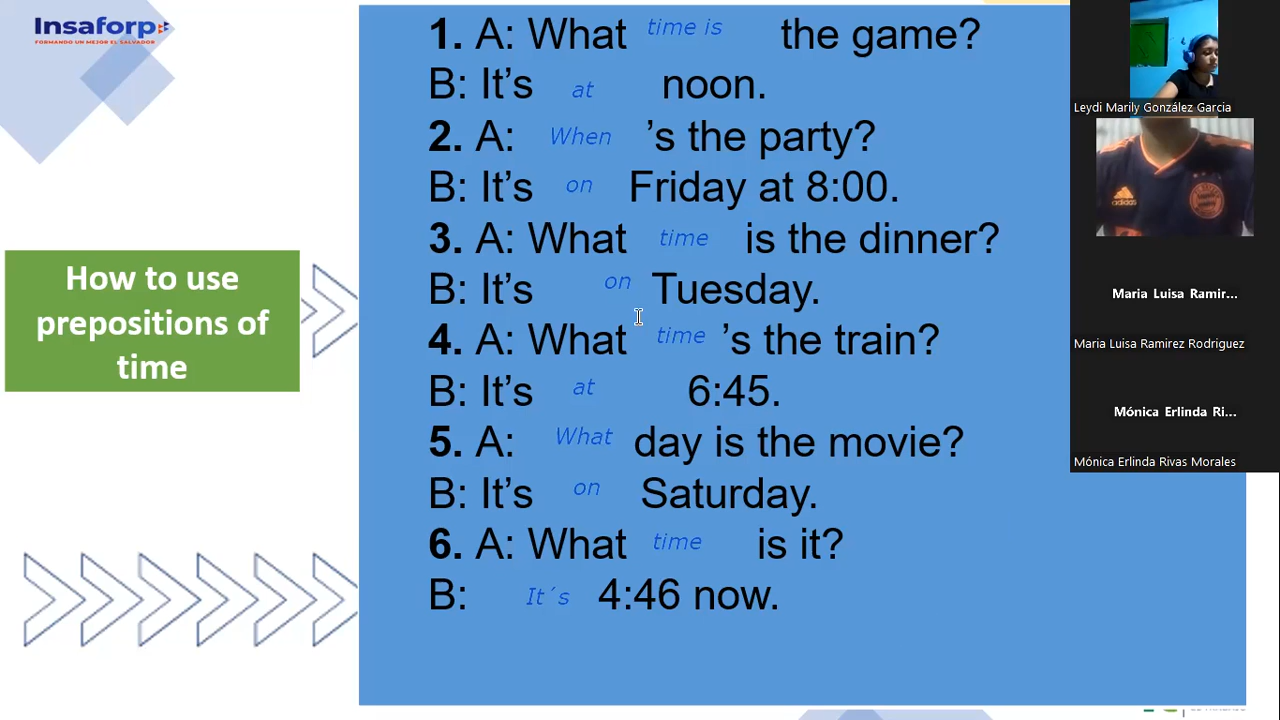 Insaforp
FORMANDO UN MEJOR EL SALVADOR
How to use
prepositions of
time
1. A: What time is the game?
B: It’s at noon.
2. A: When ’s the party?
B: It’s on Friday at 8:00.
3. A: What time is the dinner?
B: It’s on Tuesday.
4. A: What time ’s the train?
B: It’s at 6:45.
5. A: What day is the movie?
B: It’s on Saturday.
6. A: What time is it?
B: It´s 4:46 now.
Leydi Marily González Garcia
adidas
Maria Luisa Ramir...
Maria Luisa Ramirez Rodriguez
Mónica Erlinda Ri...
Mónica Erlinda Rivas Morales